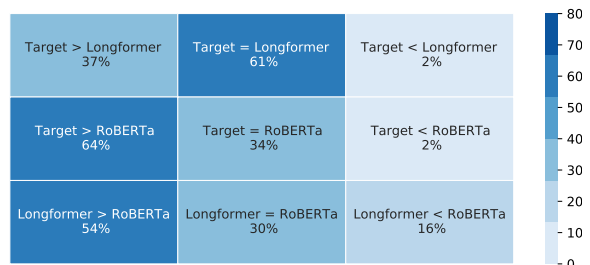 Target > Longformer
37%
Target = Longformer
61%
Target < Longformer
2%
Target > RoBERTa
64%
Target = RoBERTa
34%
Target < RoBERTa
2%
Longformer > RoBERTa
54%
Longformer = RoBERTa
30%
Longformer < RoBERTa
16%
80
70
60
50
40
30
20
10
0